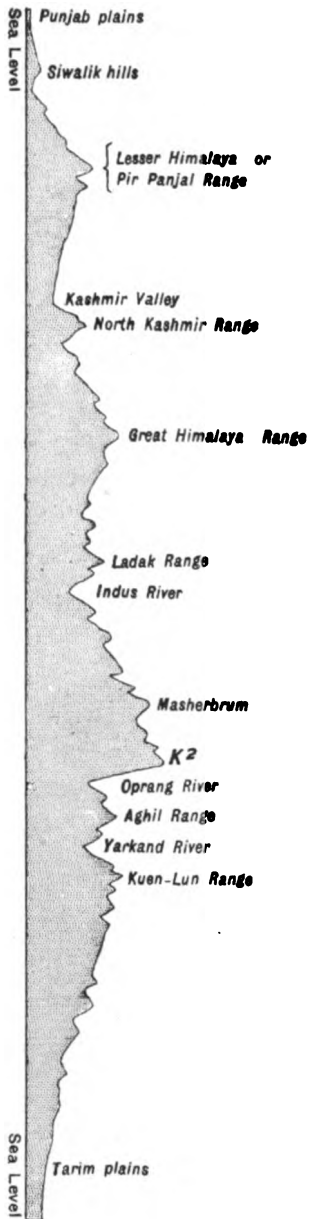 Sea Level
Punjab plains
Siwalik hills
Lesser Himalaya or
Pir Panjal Range
Kashmir Valley
North Kashmir Range
Great Himalaya Range
Ladak Range
Indus River
Masherbrum
K2
Oprang River
Aghil Range
Yarkand River
Kuen-Lun Range
Tarim plains
Sea Level